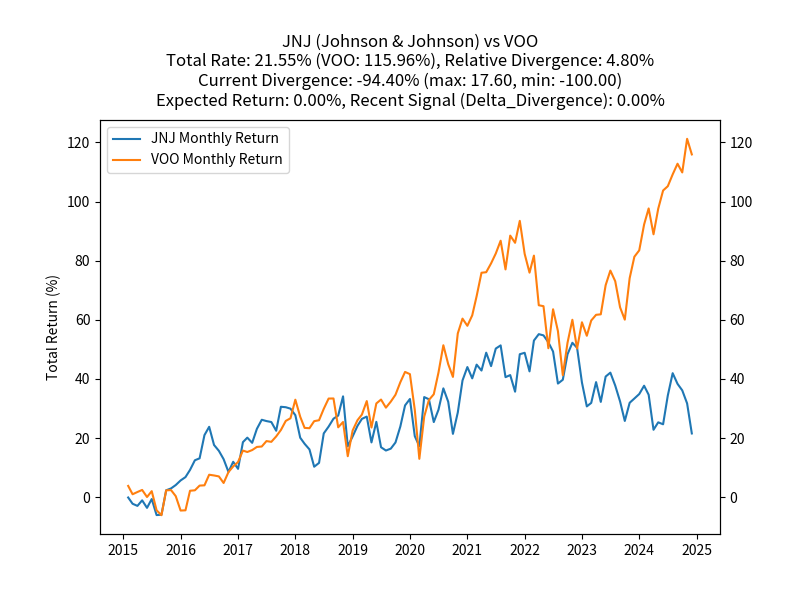 JNJ (Johnson & Johnson) vs VOO
Total Rate: 21.55% (VOO: 115.96%), Relative Divergence: 4.80%
Current Divergence: -94.40% (max: 17.60, min: -100.00)
Expected Return: 0.00%, Recent Signal (Delta_Divergence): 0.00%
JNJ Monthly Return
VOO Monthly Return
Total Return (%)
120
100
80
60
40
20
0
120
100
80
60
40
20
0
2015 2016 2017 2018 2019 2020 2021 2022 2023 2024 2025